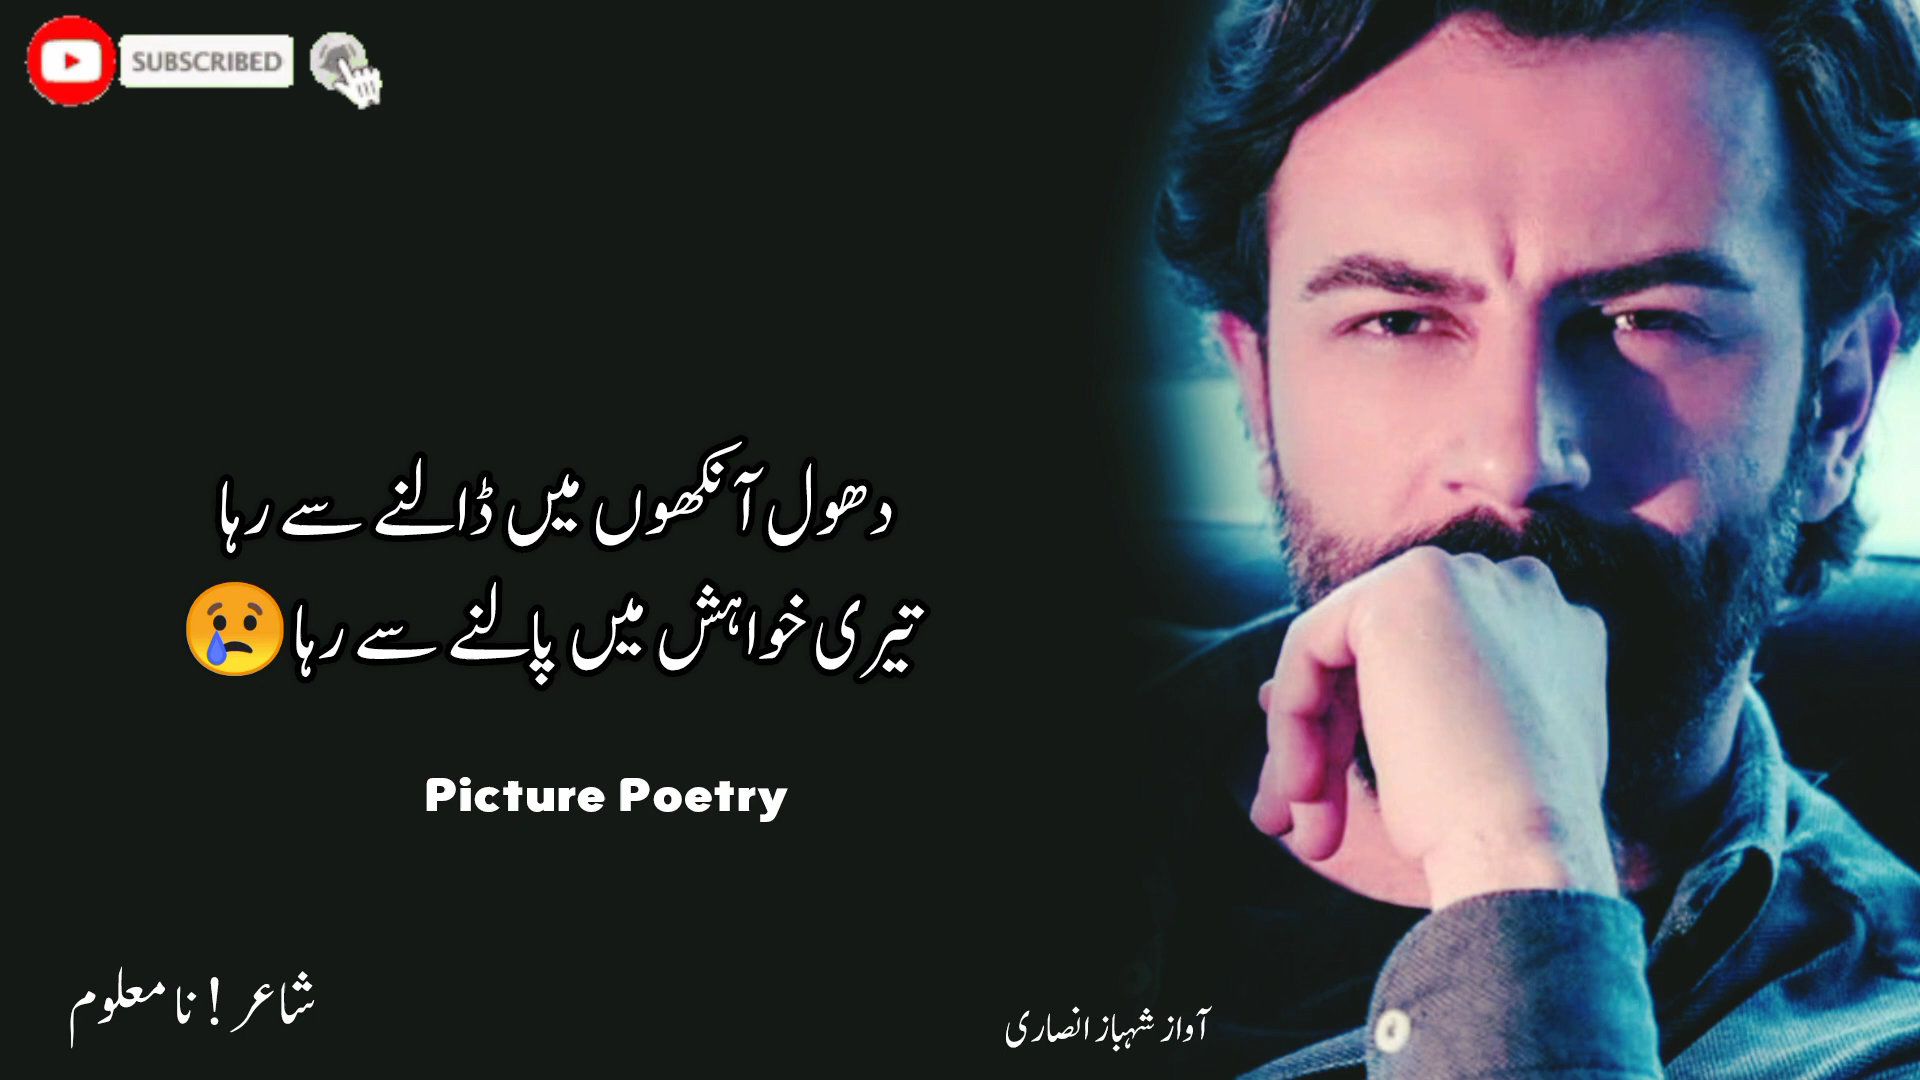 SUBSCRIBED
دھول آنکھوں میں ڈالنے سے رہا
تیری خواہش میں پالنے سے رہا😢
Picture Poetry
شاعر ! نا معلوم
آواز شہباز انصاری